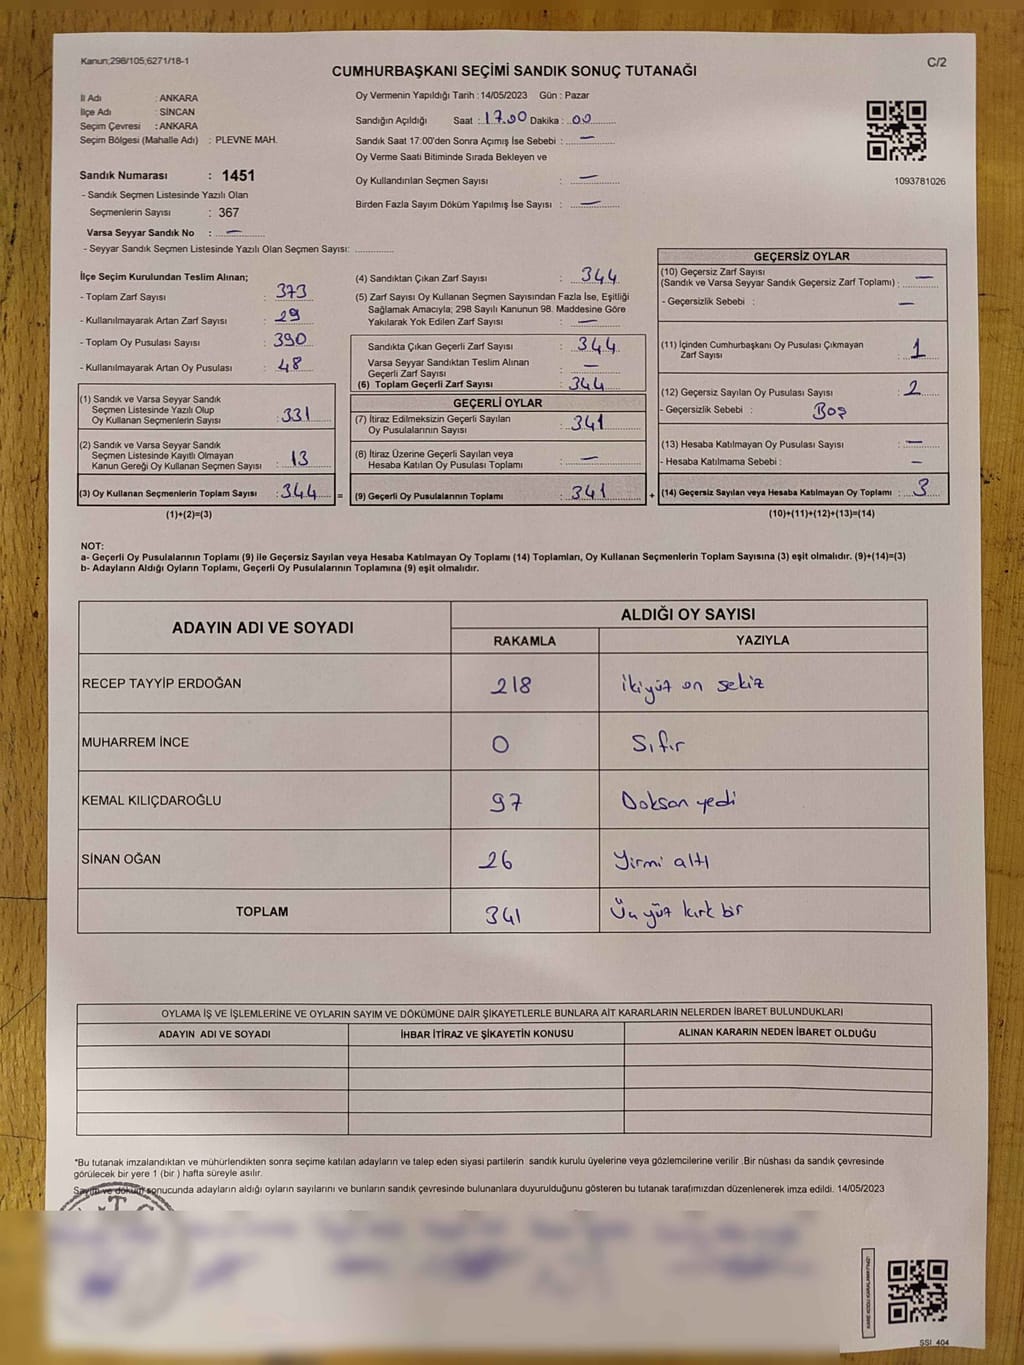 Kanun;298/105;6271/18-1
C/2
CUMHURBAŞKANI SEÇİMİ SANDIK SONUÇ TUTANAĞI
İl Adı : ANKARA
İlçe Adı : SİNCAN
Seçim Çevresi : ANKARA
Seçim Bölgesi (Mahalle Adı) : PLEVNE MAH.
Sandık Numarası : 1451
- Sandık Seçmen Listesinde Yazılı Olan
Seçmenlerin Sayısı : 367
Varsa Seyyar Sandık No : —
- Seyyar Sandık Seçmen Listesinde Yazılı Olan Seçmen Sayısı: ..............
Oy Vermenin Yapıldığı Tarih : 14/05/2023 Gün : Pazar
Sandığın Açıldığı Saat : 17.00 Dakika : 00
Sandık Saat 17:00'den Sonra Açımış İse Sebebi : —
Oy Verme Saati Bitiminde Sırada Bekleyen ve
Oy Kullandırılan Seçmen Sayısı : —
Birden Fazla Sayım Döküm Yapılmış İse Sayısı : —
1093781026
İlçe Seçim Kurulundan Teslim Alınan;
- Toplam Zarf Sayısı : 373
- Kullanılmayarak Artan Zarf Sayısı : 29
- Toplam Oy Pusulası Sayısı : 390
- Kullanılmayarak Artan Oy Pusulası : 48
(1) Sandık ve Varsa Seyyar Sandık
Seçmen Listesinde Yazılı Olup
Oy Kullanan Seçmenlerin Sayısı : 331
(2) Sandık ve Varsa Seyyar Sandık
Seçmen Listesinde Kayıtlı Olmayan
Kanun Gereği Oy Kullanan Seçmen Sayısı : 13
(3) Oy Kullanan Seçmenlerin Toplam Sayısı : 344 =
(1)+(2)=(3)
(4) Sandıktan Çıkan Zarf Sayısı : 344
(5) Zarf Sayısı Oy Kullanan Seçmen Sayısından Fazla İse, Eşitliği
Sağlamak Amacıyla; 298 Sayılı Kanunun 98. Maddesine Göre
Yakılarak Yok Edilen Zarf Sayısı : —
Sandıkta Çıkan Geçerli Zarf Sayısı : 344
Varsa Seyyar Sandıktan Teslim Alınan
Geçerli Zarf Sayısı : —
(6) Toplam Geçerli Zarf Sayısı : 344
GEÇERLİ OYLAR
(7) İtiraz Edilmeksizin Geçerli Sayılan
Oy Pusulalarının Sayısı : 341
(8) İtiraz Üzerine Geçerli Sayılan veya
Hesaba Katılan Oy Pusulası Toplamı : —
(9) Geçerli Oy Pusulalarının Toplamı : 341 +
GEÇERSİZ OYLAR
(10) Geçersiz Zarf Sayısı
(Sandık ve Varsa Seyyar Sandık Geçersiz Zarf Toplamı) : —
- Geçersizlik Sebebi : —
(11) İçinden Cumhurbaşkanı Oy Pusulası Çıkmayan
Zarf Sayısı : 1
(12) Geçersiz Sayılan Oy Pusulası Sayısı : 2
- Geçersizlik Sebebi : Boş
(13) Hesaba Katılmayan Oy Pusulası Sayısı : —
- Hesaba Katılmama Sebebi : —
(14) Geçersiz Sayılan veya Hesaba Katılmayan Oy Toplamı : 3
(10)+(11)+(12)+(13)=(14)
NOT:
a- Geçerli Oy Pusulalarının Toplamı (9) ile Geçersiz Sayılan veya Hesaba Katılmayan Oy Toplamı (14) Toplamları, Oy Kullanan Seçmenlerin Toplam Sayısına (3) eşit olmalıdır. (9)+(14)=(3)
b- Adayların Aldığı Oyların Toplamı, Geçerli Oy Pusulalarının Toplamına (9) eşit olmalıdır.
ADAYIN ADI VE SOYADI
ALDIĞI OY SAYISI
RAKAMLA YAZIYLA
RECEP TAYYİP ERDOĞAN 218 İkiyüz on sekiz
MUHARREM İNCE 0 Sıfır
KEMAL KILIÇDAROĞLU 97 Doksan yedi
SİNAN OĞAN 26 Yirmi altı
TOPLAM 341 Üç yüz kırk bir
OYLAMA İŞ VE İŞLEMLERİNE VE OYLARIN SAYIM VE DÖKÜMÜNE DAİR ŞİKAYETLERLE BUNLARA AİT KARARLARIN NELERDEN İBARET BULUNDUKLARI
ADAYIN ADI VE SOYADI İHBAR İTİRAZ VE ŞİKAYETİN KONUSU ALINAN KARARIN NEDEN İBARET OLDUĞU
*Bu tutanak imzalandıktan ve mühürlendikten sonra seçime katılan adayların ve talep eden siyasi partilerin sandık kurulu üyelerine veya gözlemcilerine verilir .Bir nüshası da sandık çevresinde
görülecek bir yere 1 (bir ) hafta süreyle asılır.
Sayım ve döküm sonucunda adayların aldığı oyların sayılarını ve bunların sandık çevresinde bulunanlara duyurulduğunu gösteren bu tutanak tarafımızdan düzenlenerek imza edildi. 14/05/2023
SSI_404